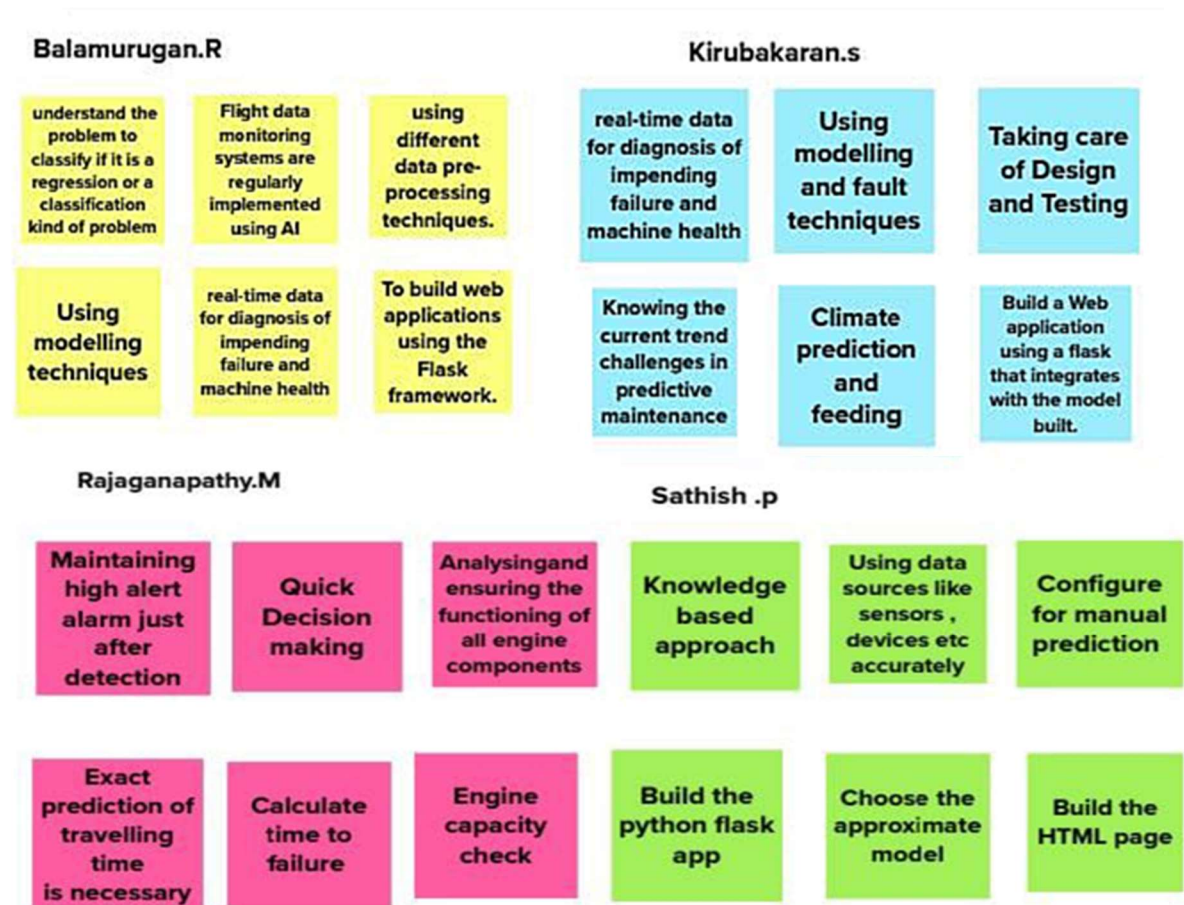 Balamurugan.R
understand the
problem to
classify if it is a
regression or a
classification
kind of problem
Flight data
monitoring
systems are
regularly
implemented
using AI
using
different
data pre-
processing
techniques.
Using
modelling
techniques
real-time data
for diagnosis of
impending
failure and
machine health
To build web
applications
using the
Flask
framework.
Kirubakaran.s
real-time data
for diagnosis of
impending
failure and
machine health
Using
modelling
and fault
techniques
Taking care
of Design
and Testing
Knowing the
current trend
challenges in
predictive
maintenance
Climate
prediction
and
feeding
Build a Web
application
using a flask
that integrates
with the model
built.
Rajaganapathy.M
Maintaining
high alert
alarm just
after
detection
Quick
Decision
making
Analysingand
ensuring the
functioning of
all engine
components
Exact
prediction of
travelling
time
is necessary
Calculate
time to
failure
Engine
capacity
check
Sathish .p
Knowledge
based
approach
Using data
sources like
sensors ,
devices etc
accurately
Configure
for manual
prediction
Build the
python flask
app
Choose the
approximate
model
Build the
HTML page